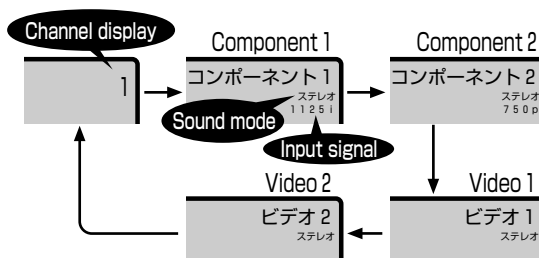 Channel display
1
Component 1
コンポーネント1
ステレオ
1125i
Sound mode
Input signal
Component 2
コンポーネント2
ステレオ
750p
Video 2
ビデオ2
ステレオ
Video 1
ビデオ1
ステレオ